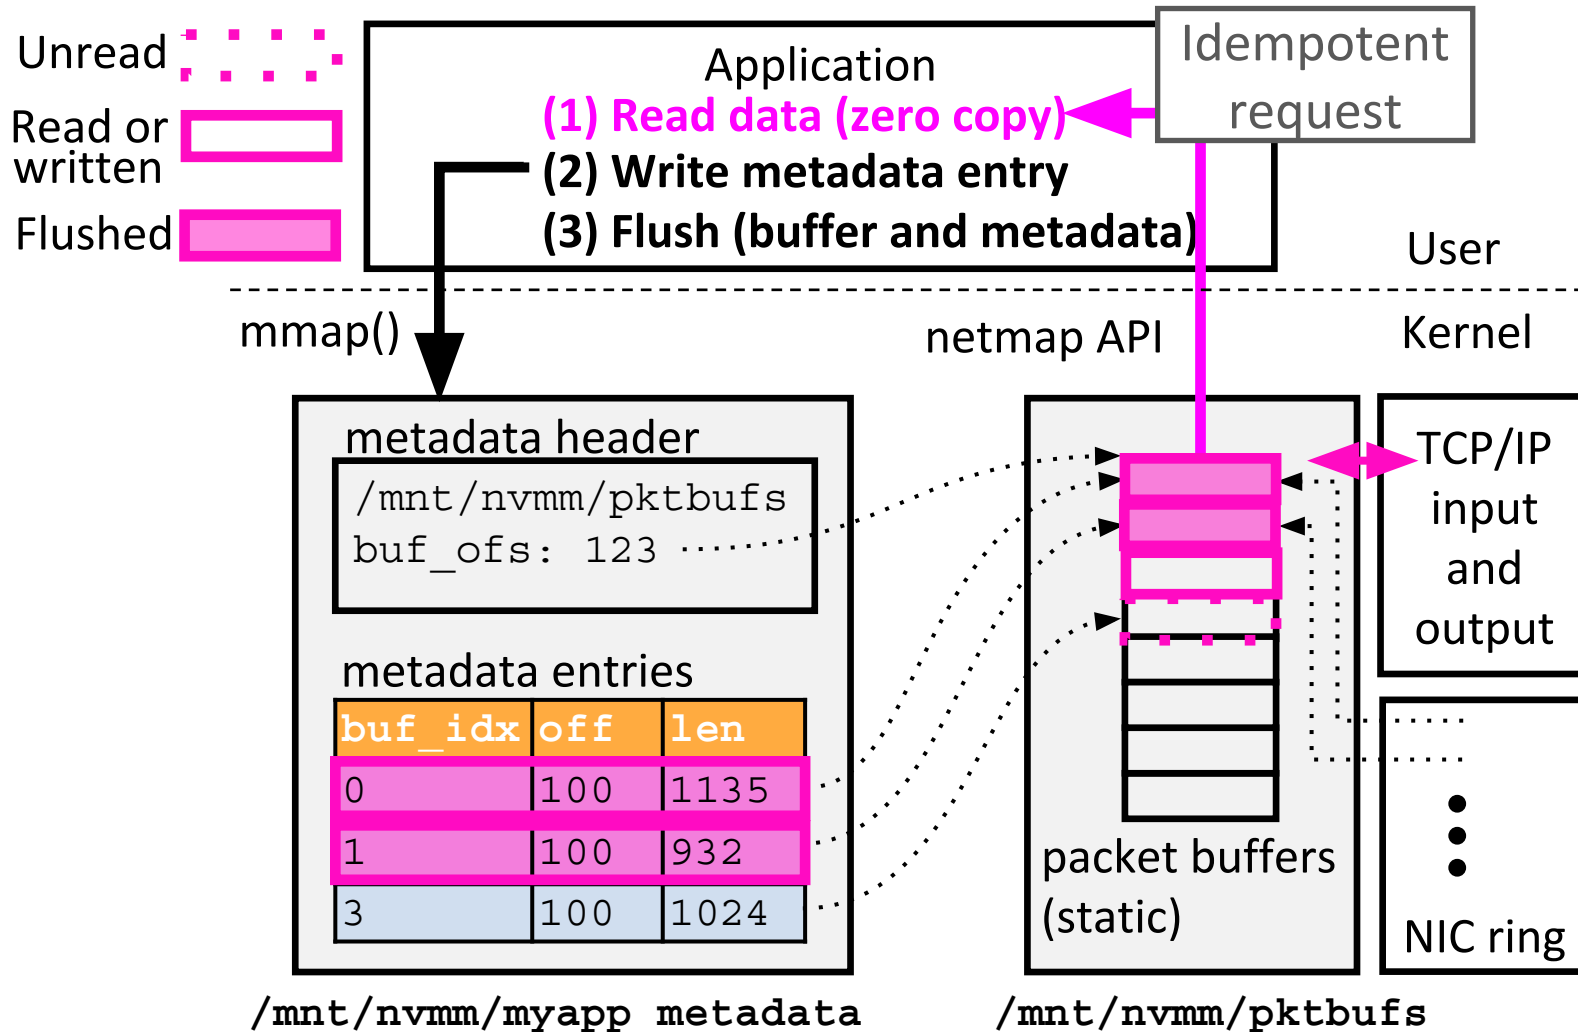 Unread
Read or
written
Flushed
Application
(1) Read data (zero copy)
(2) Write metadata entry
(3) Flush (buffer and metadata)
Idempotent
request
User
Kernel
mmap()
netmap API
metadata header
/mnt/nvmm/pktbufs
buf_ofs: 123
metadata entries
buf_idx off len
0 100 1135
1 100 932
3 100 1024
/mnt/nvmm/myapp metadata
packet buffers
(static)
/mnt/nvmm/pktbufs
TCP/IP
input
and
output
NIC ring